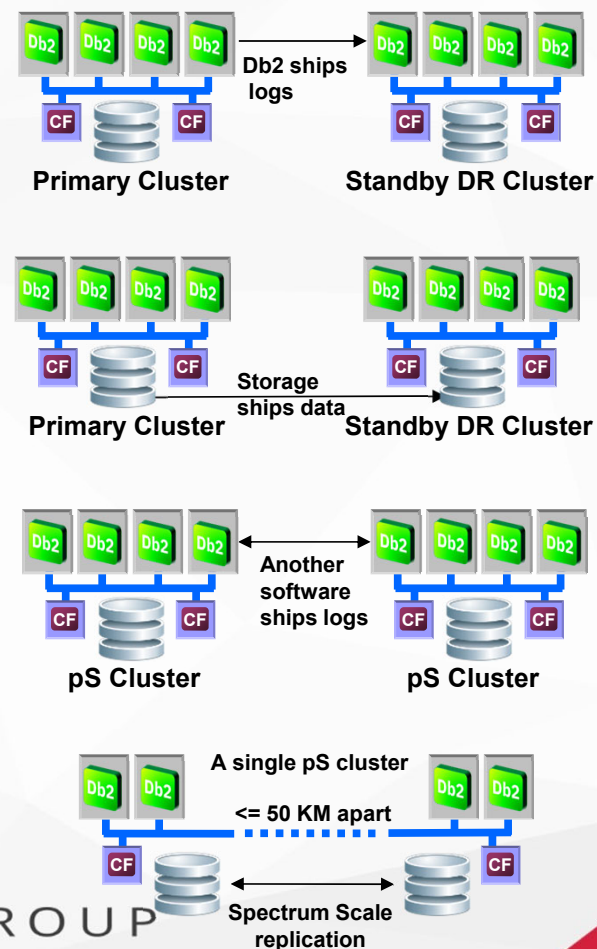 Db2 Db2 Db2 Db2 Db2 Db2 Db2 Db2
Db2 ships
logs
CF CF CF CF
Primary Cluster Standby DR Cluster
Db2 Db2 Db2 Db2 Db2 Db2 Db2 Db2
CF CF CF CF
Storage
ships data
Primary Cluster Standby DR Cluster
Db2 Db2 Db2 Db2 Db2 Db2 Db2 Db2
Another
software
ships logs
CF CF CF CF
pS Cluster pS Cluster
A single pS cluster
Db2 Db2 Db2 Db2
<= 50 KM apart
CF CF
ROUP
Spectrum Scale
replication